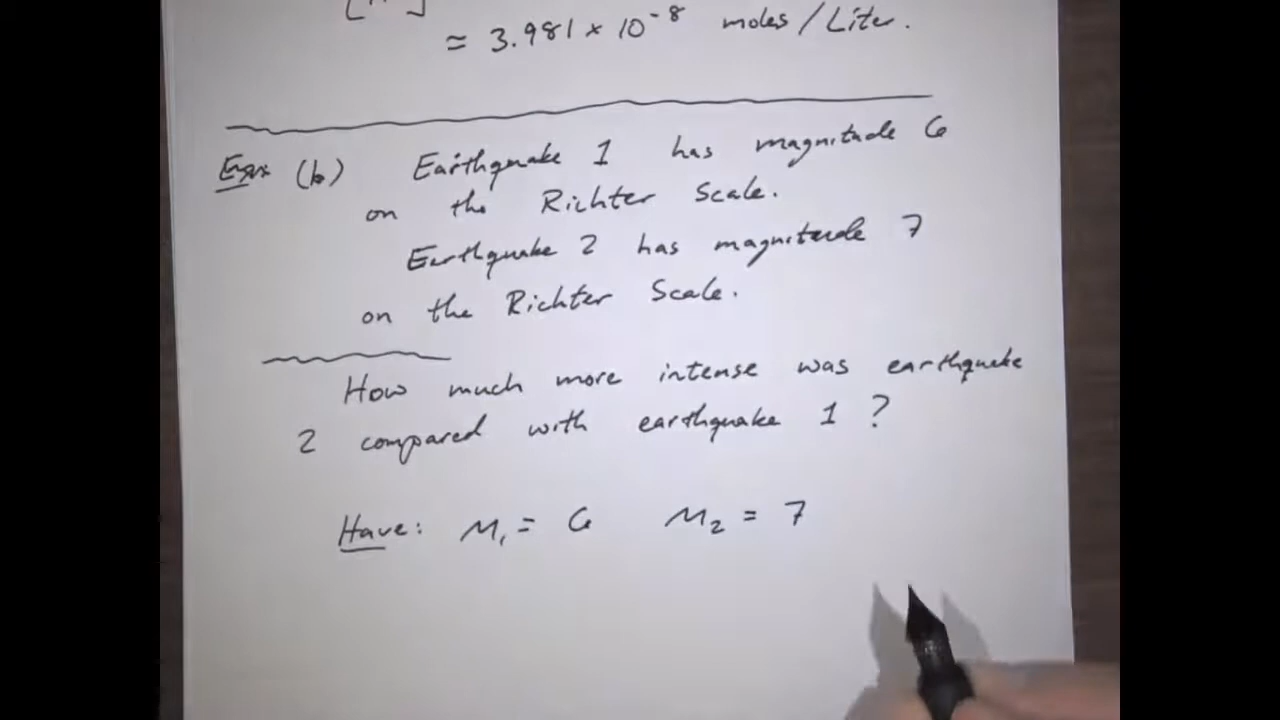 ≈ 3.981 × 10⁻⁸ moles/Liter.
(b) Earthquake 1 has magnitude 6
on the Richter Scale.
Earthquake 2 has magnitude 7
on the Richter Scale.
How much more intense was earthquake
2 compared with earthquake 1 ?
Have: M₁ = 6 M₂ = 7